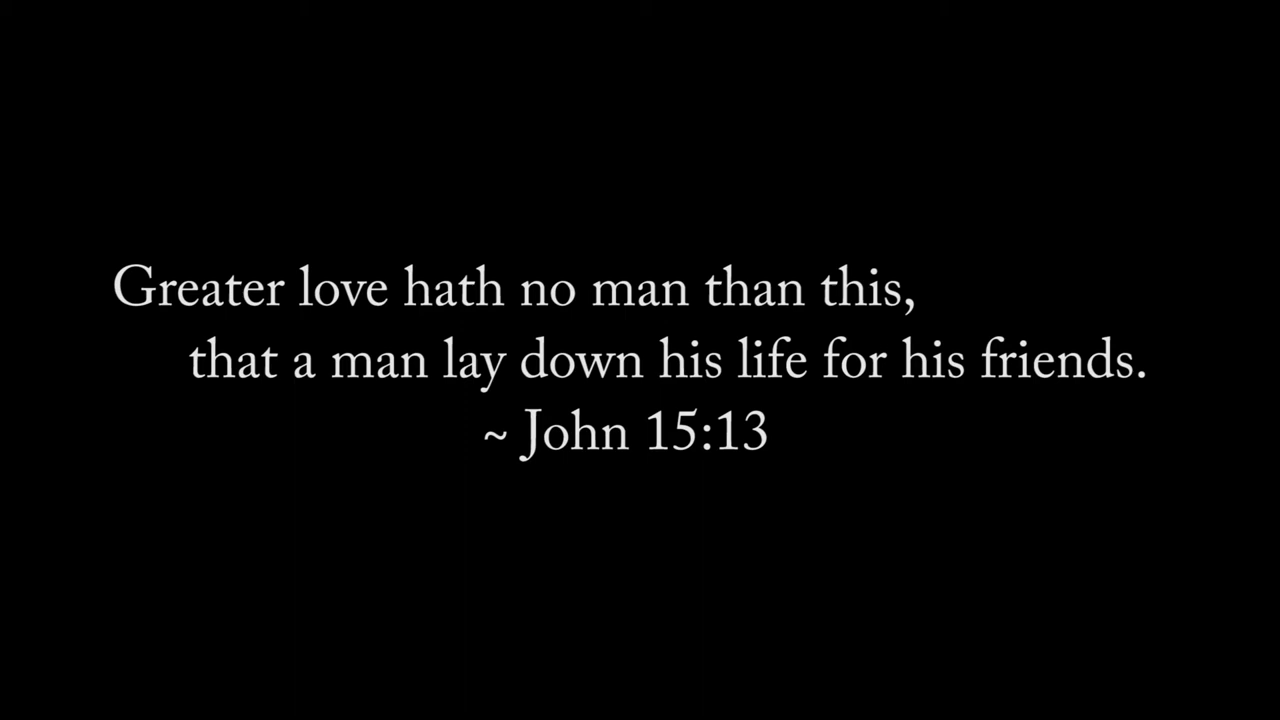 Greater love hath no man than this,
that a man lay down his life for his friends.
~ John 15:13